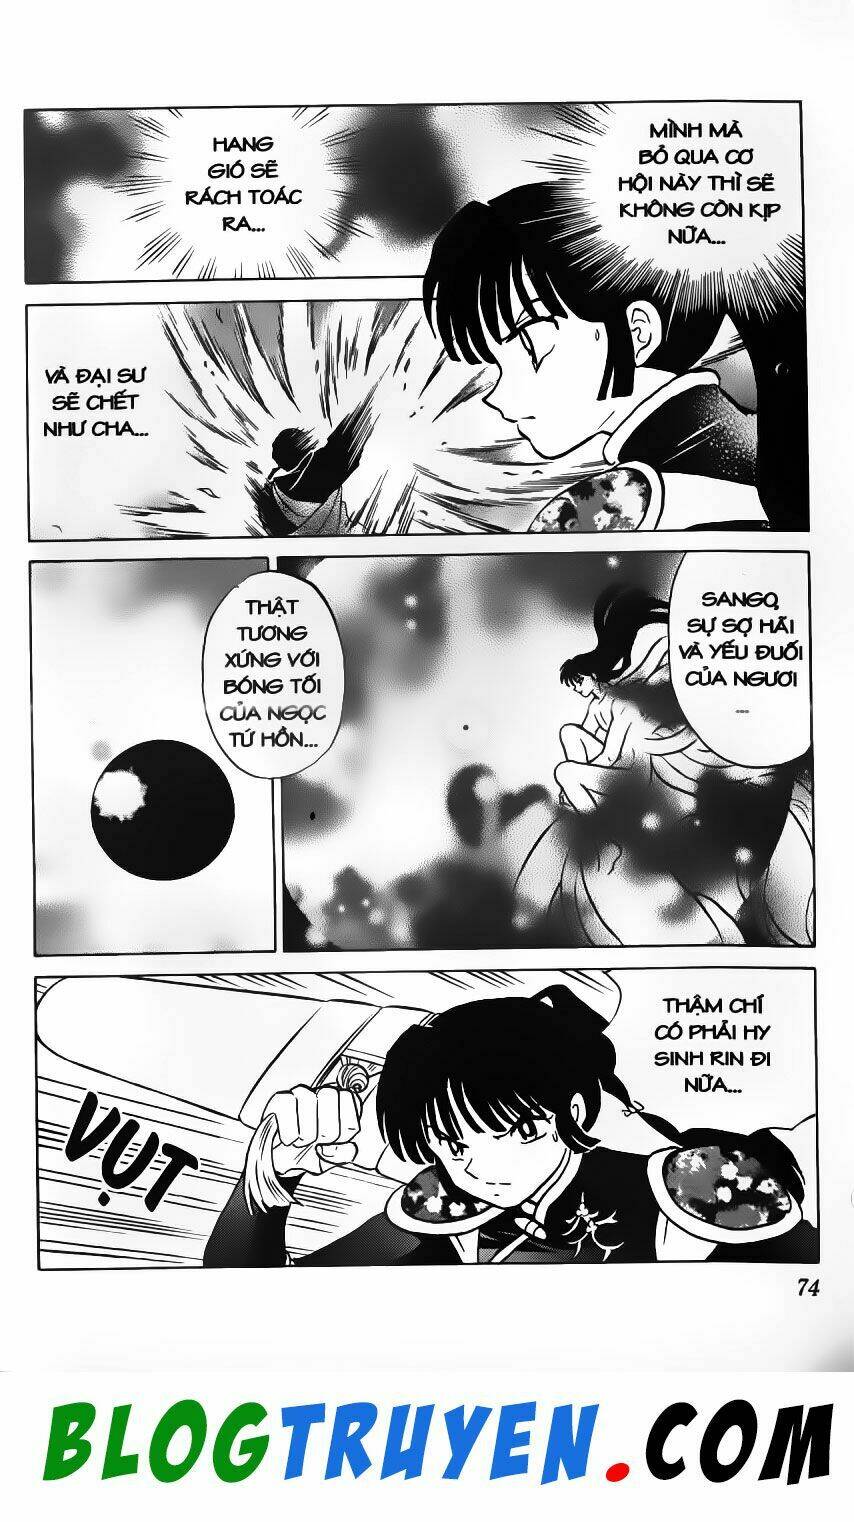 MÌNH MÀ
BỎ QUA CƠ
HỘI NÀY THÌ SẼ
KHÔNG CÒN KỊP
NỮA...
HANG
GIÓ SẼ
RÁCH TOÁC
RA...
VÀ ĐẠI SƯ
SẼ CHẾT
NHƯ CHA...
SANGO,
SỰ SỢ HÃI
VÀ YẾU ĐUỐI
CỦA NGƯƠI
...
THẬT
TƯƠNG
XỨNG VỚI
BÓNG TỐI
CỦA NGỌC
TỨ HỒN...
THẬM CHÍ
CÓ PHẢI HY
SINH RIN ĐI
NỮA...
VỤT
74
BLOGTRUYEN.COM